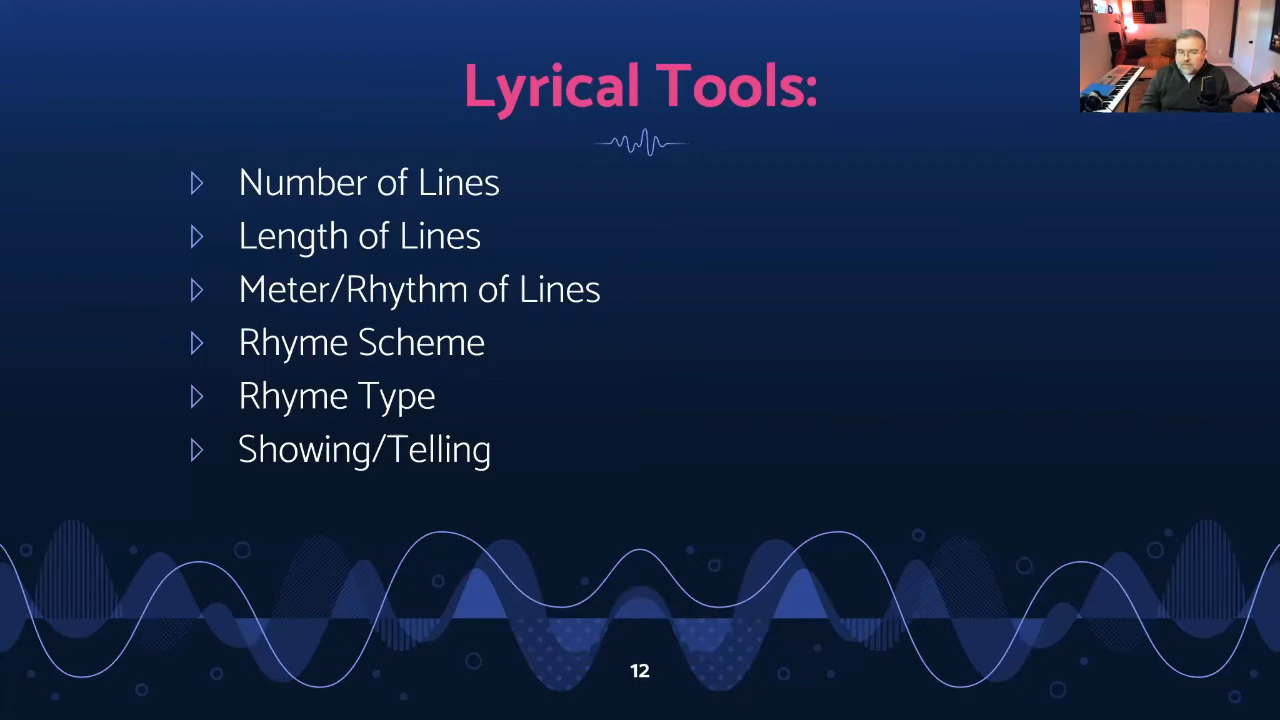 Lyrical Tools:
Number of Lines
Length of Lines
Meter/Rhythm of Lines
Rhyme Scheme
Rhyme Type
Showing/Telling
12